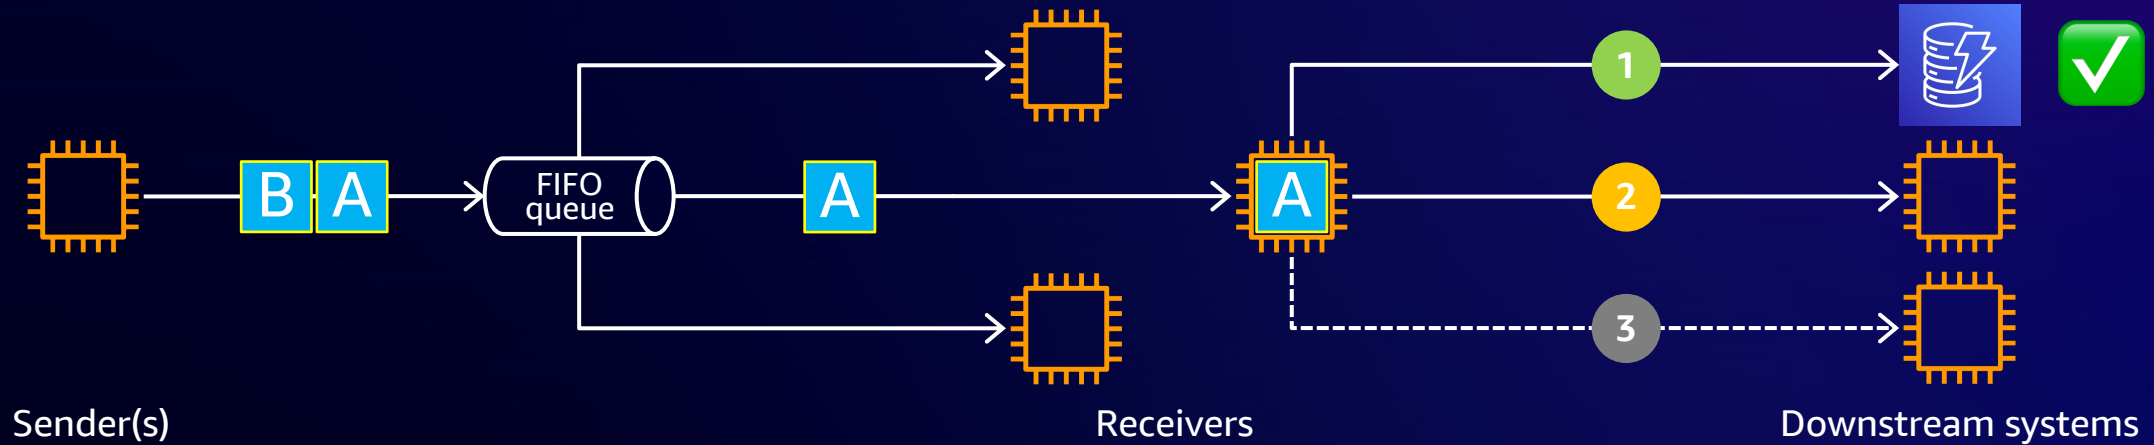 1
B A
FIFO
queue
A
A
2
3
Sender(s)
Receivers
Downstream systems